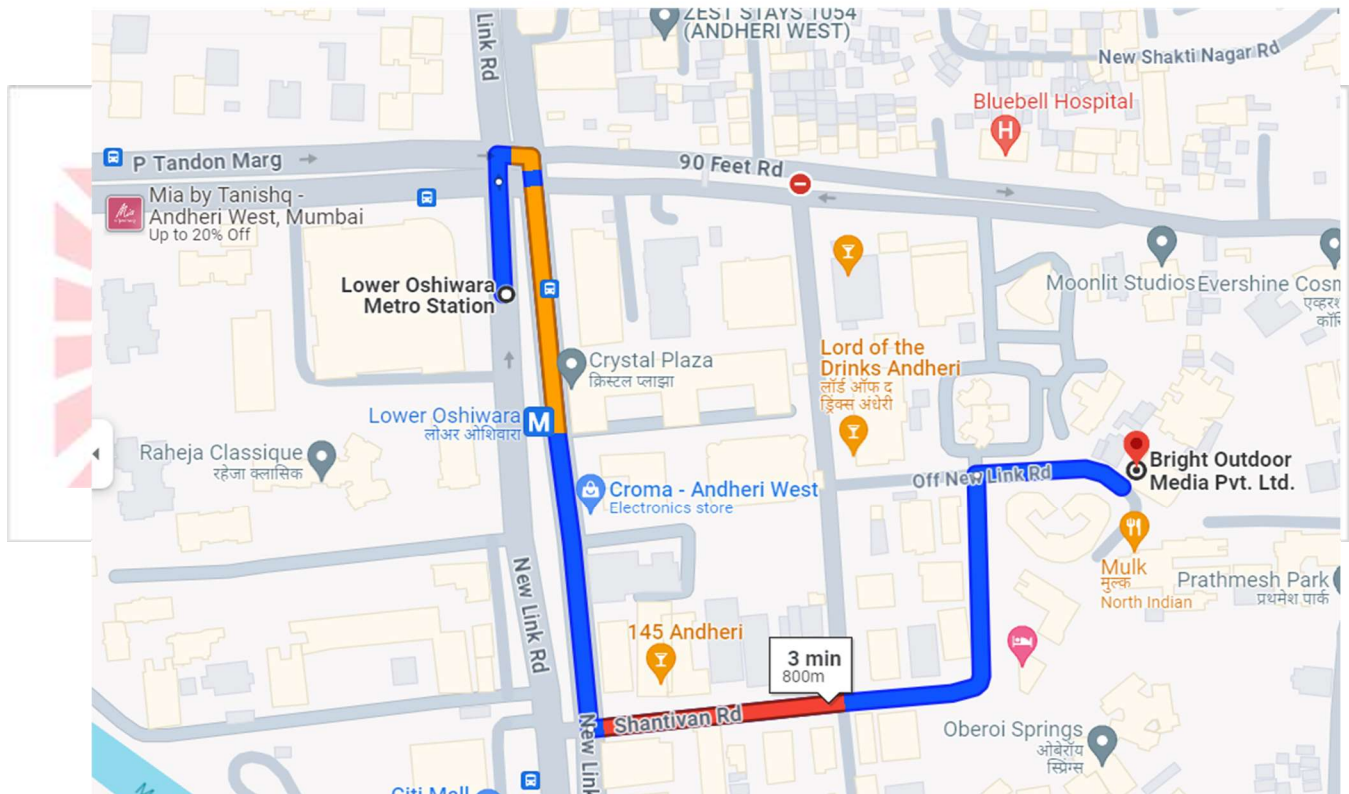 Link Rd
ZEST STAYS 1054
(ANDHERI WEST)
New Shakti Nagar Rd
Bluebell Hospital
H
P Tandon Marg
90 Feet Rd
Mia by Tanishq -
Andheri West, Mumbai
Up to 20% Off
Mia
Lower Oshiwara
Metro Station
Moonlit Studios
Evershine Cosm
Crystal Plaza
क्रिस्टल प्लाझा
Lord of the
Drinks Andheri
लॉर्ड ऑफ द
ड्रिंक्स अंधेरी
Lower Oshiwara
लोअर ओशिवारा
M
Raheja Classique
रहेजा क्लासिक
Croma - Andheri West
Electronics store
Off New Link Rd
Bright Outdoor
Media Pvt. Ltd.
New Link Rd
Mulk
मुल्क
North Indian
Prathmesh Park
प्रथमेश पार्क
145 Andheri
3 min
800m
Shantivan Rd
New Link
Oberoi Springs
ओबेरॉय
स्प्रिंग्स
Citi Mall